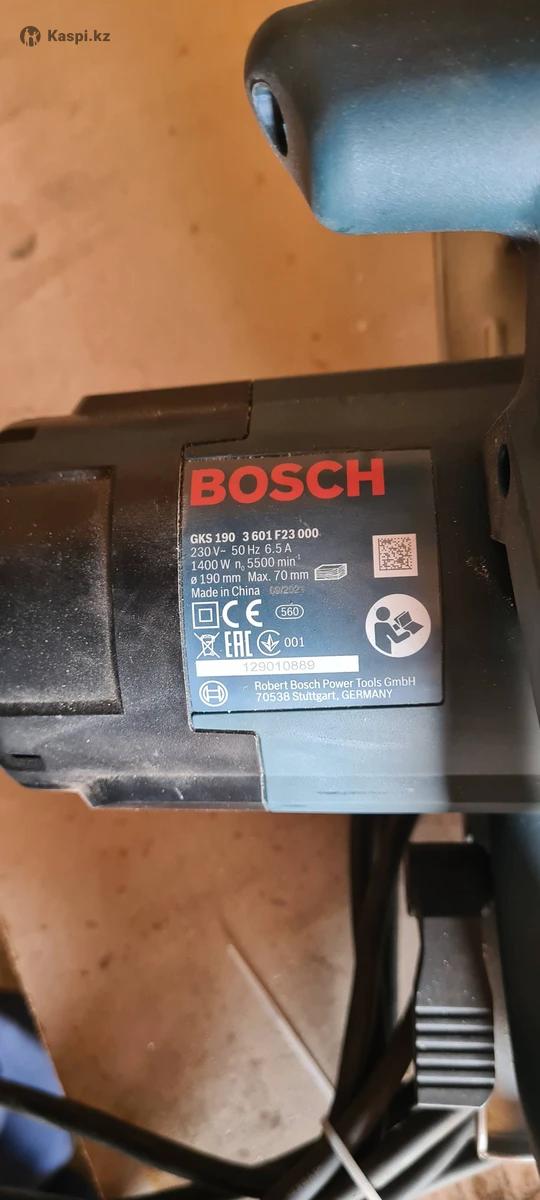 Kaspi.kz
BOSCH
GKS 190 3 601 F23 000
230 V~ 50 Hz 6.5 A
1400 W n₀ 5500 min⁻¹
ø 190 mm Max. 70 mm
Made in China
CE 560
EAC 001
129010889
Robert Bosch Power Tools GmbH
70538 Stuttgart, GERMANY